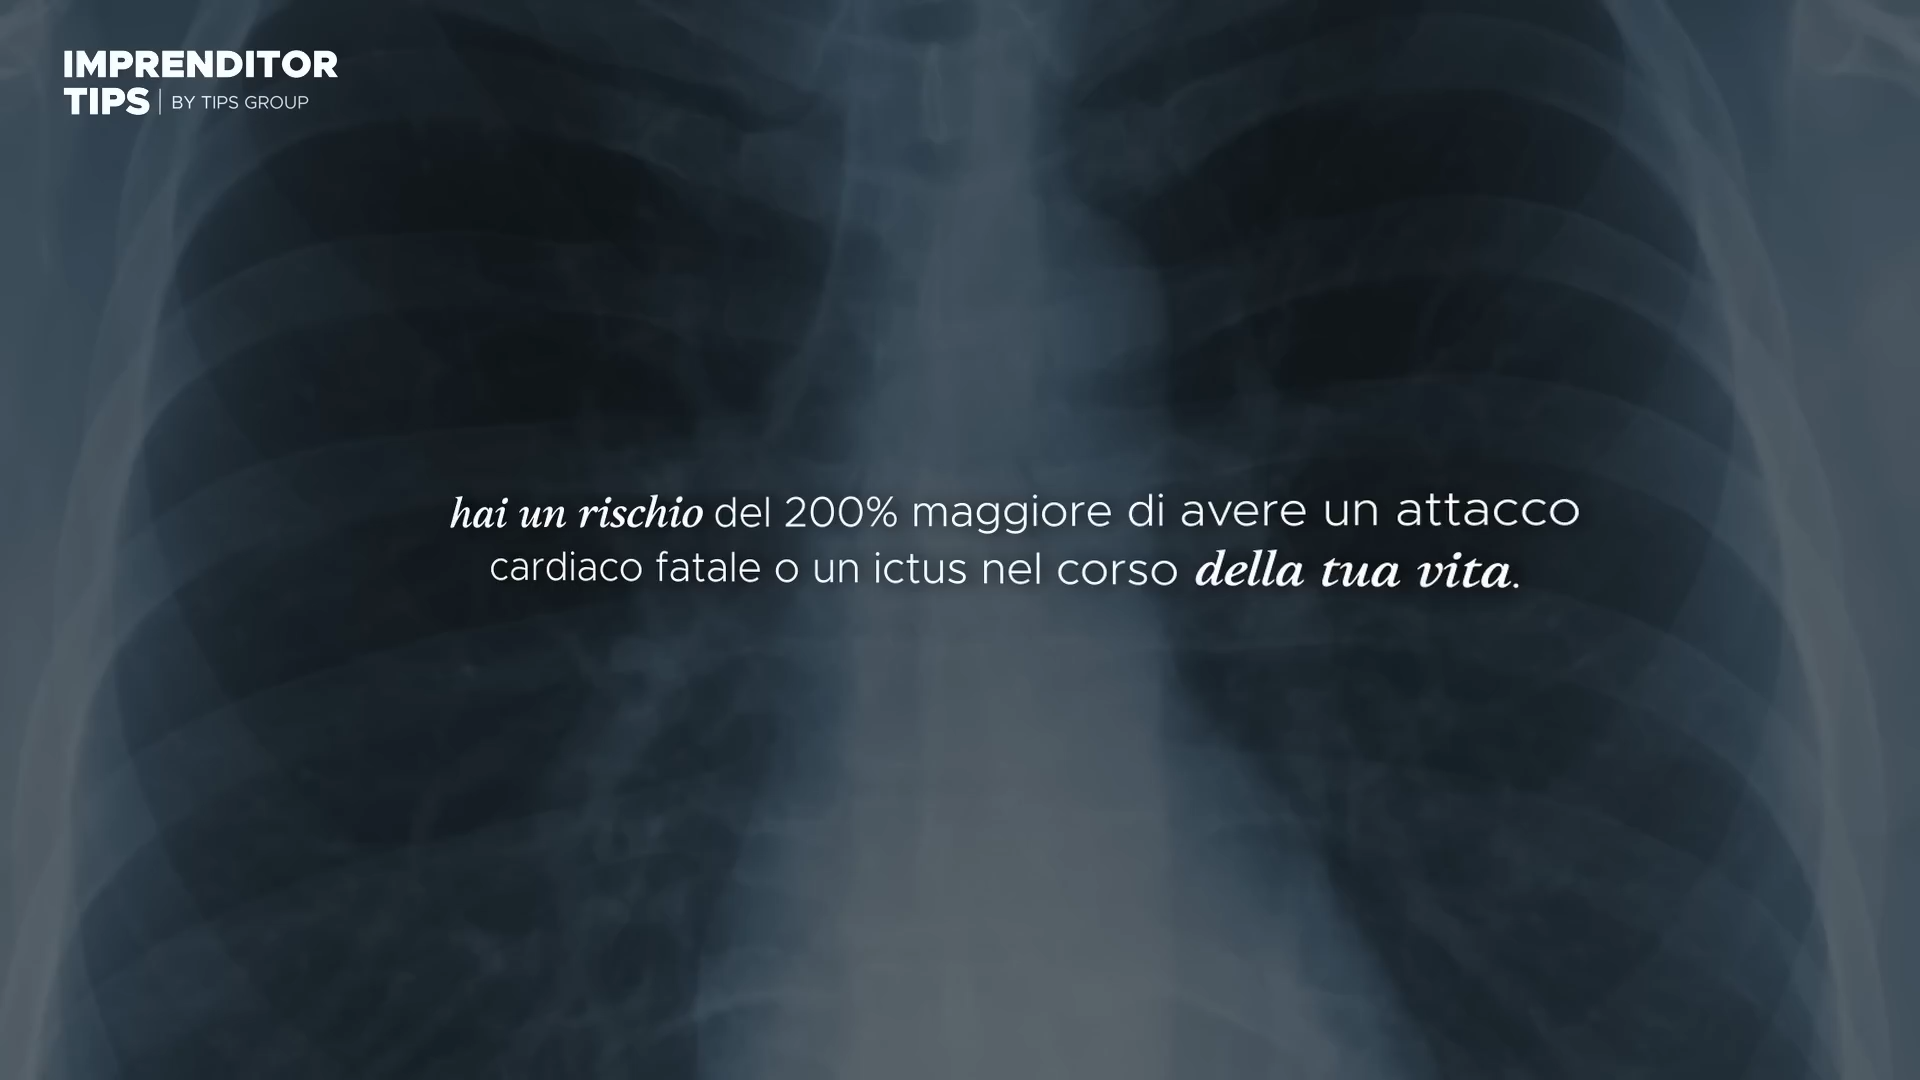 IMPRENDITOR
TIPS | BY TIPS GROUP
hai un rischio del 200% maggiore di avere un attacco
cardiaco fatale o un ictus nel corso della tua vita.